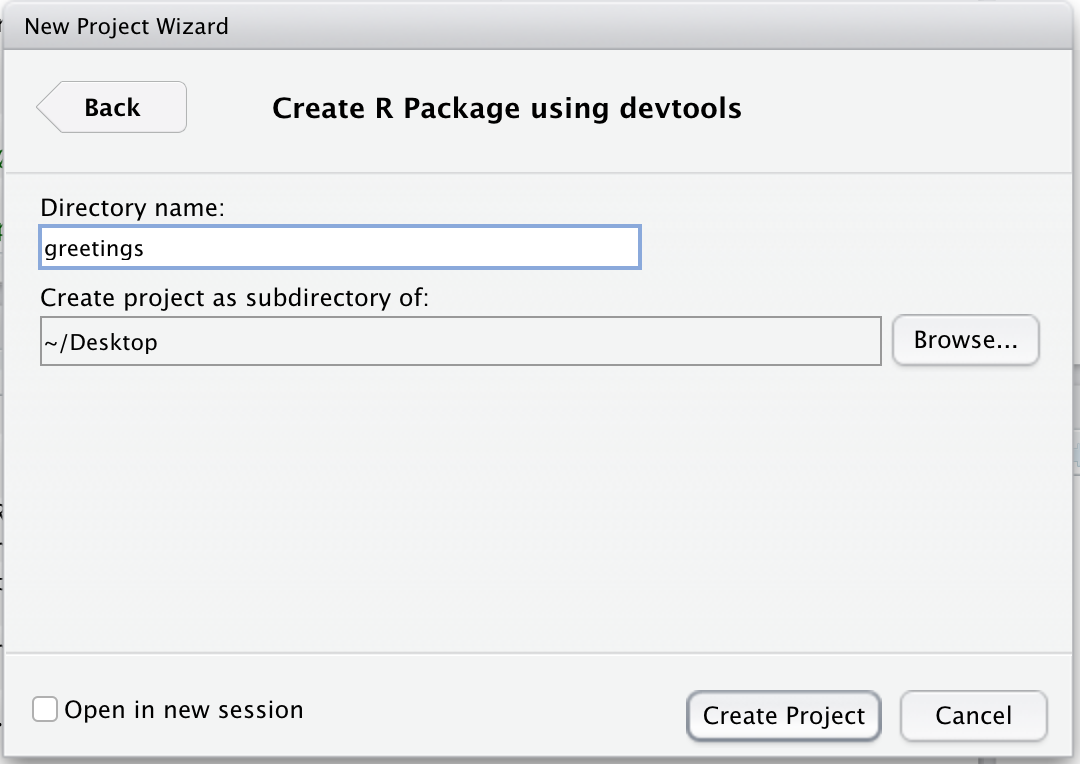 New Project Wizard
Back
Create R Package using devtools
Directory name:
greetings
Create project as subdirectory of:
~/Desktop
Browse...
Open in new session
Create Project
Cancel